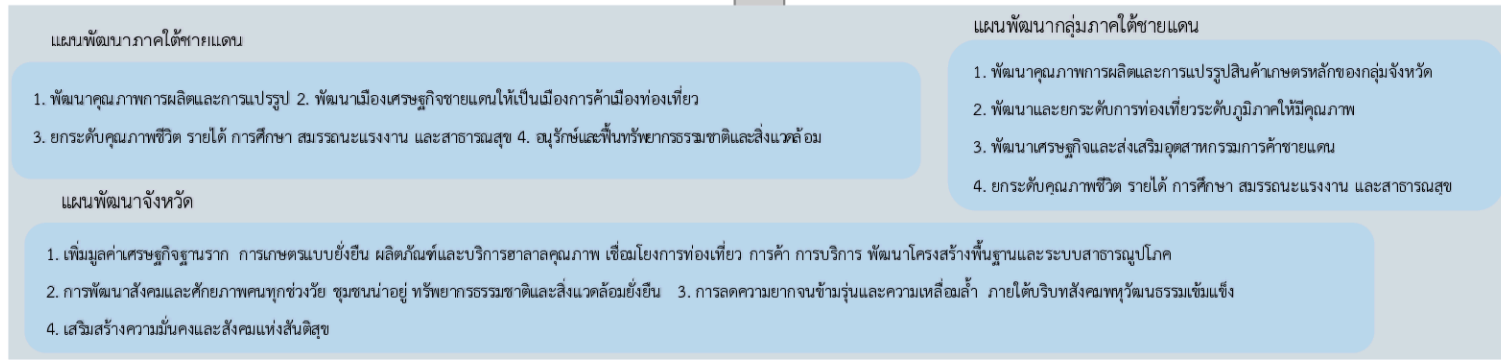 แผนพัฒนาภาคใต้ชายแดน
1. พัฒนาคุณภาพการผลิตและการแปรรูป 2. พัฒนาเมืองเศรษฐกิจชายแดนให้เป็นเมืองการค้าเมืองท่องเที่ยว
3. ยกระดับคุณภาพชีวิต รายได้ การศึกษา สมรรถนะแรงงาน และสาธารณสุข 4. อนุรักษ์และฟื้นทรัพยากรธรรมชาติและสิ่งแวดล้อม
แผนพัฒนากลุ่มภาคใต้ชายแดน
1. พัฒนาคุณภาพการผลิตและการแปรรูปสินค้าเกษตรหลักของกลุ่มจังหวัด
2. พัฒนาและยกระดับการท่องเที่ยวระดับภูมิภาคให้มีคุณภาพ
3. พัฒนาเศรษฐกิจและส่งเสริมอุตสาหกรรมการค้าชายแดน
4. ยกระดับคุณภาพชีวิต รายได้ การศึกษา สมรรถนะแรงงาน และสาธารณสุข
แผนพัฒนาจังหวัด
1. เพิ่มมูลค่าเศรษฐกิจฐานราก การเกษตรแบบยั่งยืน ผลิตภัณฑ์และบริการฮาลาลคุณภาพ เชื่อมโยงการท่องเที่ยว การค้า การบริการ พัฒนาโครงสร้างพื้นฐานและระบบสาธารณูปโภค
2. การพัฒนาสังคมและศักยภาพคนทุกช่วงวัย ชุมชนน่าอยู่ ทรัพยากรธรรมชาติและสิ่งแวดล้อมยั่งยืน 3. การลดความยากจนข้ามรุ่นและความเหลื่อมล้ำ ภายใต้บริบทสังคมพหุวัฒนธรรมเข้มแข็ง
4. เสริมสร้างความมั่นคงและสังคมแห่งสันติสุข